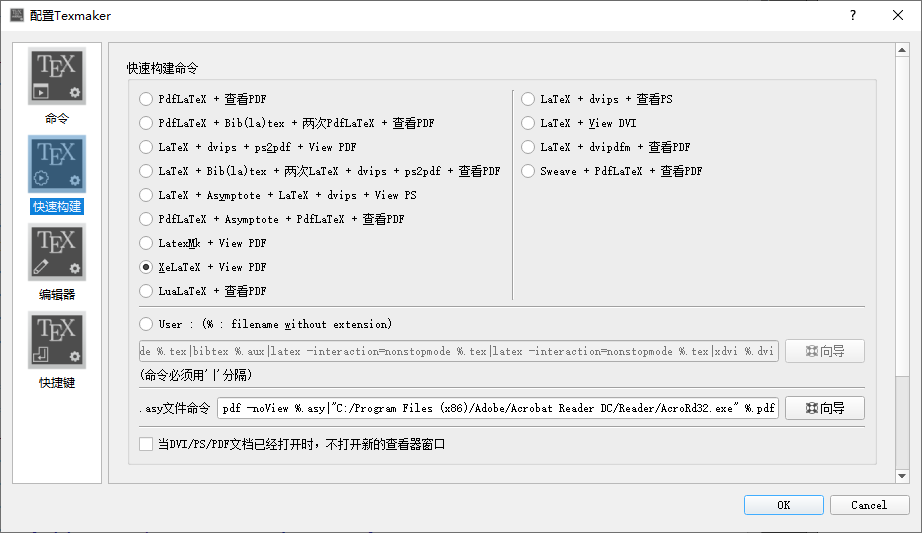 配置Texmaker
?
TEX
命令
TEX
快速构建
TEX
编辑器
TEX
快捷键
快速构建命令
PdfLaTeX + 查看PDF
PdfLaTeX + Bib(la)tex + 两次PdfLaTeX + 查看PDF
LaTeX + dvips + ps2pdf + View PDF
LaTeX + Bib(la)tex + 两次LaTeX + dvips + ps2pdf + 查看PDF
LaTeX + Asymptote + LaTeX + dvips + View PS
PdfLaTeX + Asymptote + PdfLaTeX + 查看PDF
LatexMk + View PDF
XeLaTeX + View PDF
LuaLaTeX + 查看PDF
LaTeX + dvips + 查看PS
LaTeX + View DVI
LaTeX + dvipdfm + 查看PDF
Sweave + PdfLaTeX + 查看PDF
User : (% : filename without extension)
de %.tex|bibtex %.aux|latex -interaction=nonstopmode %.tex|latex -interaction=nonstopmode %.tex|xdvi %.dvi
向导
(命令必须用'|'分隔)
.asy文件命令
pdf -noView %.asy|"C:/Program Files (x86)/Adobe/Acrobat Reader DC/Reader/AcroRd32.exe" %.pdf
向导
当DVI/PS/PDF文档已经打开时，不打开新的查看器窗口
OK
Cancel